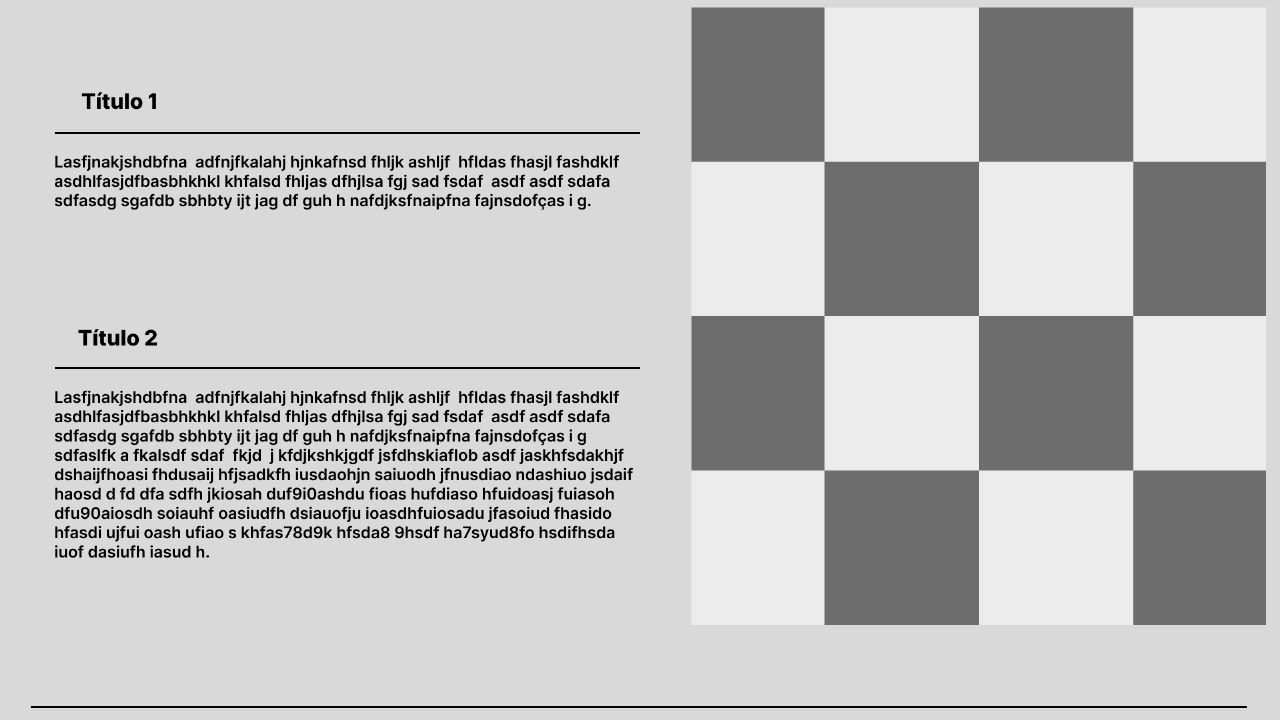 Título 1
Lasfjnakjshdbfna  adfnjfkalahj hjnkafnsd fhljk ashljf  hfldas fhasjl fashdklf
asdhlfasjdfbasbhkhkl khfalsd fhljas dfhjlsa fgj sad fsdaf  asdf asdf sdafa
sdfasdg sgafdb sbhbty ijt jag df guh h nafdjksfnaipfna fajnsdofças i g.
Título 2
Lasfjnakjshdbfna  adfnjfkalahj hjnkafnsd fhljk ashljf  hfldas fhasjl fashdklf
asdhlfasjdfbasbhkhkl khfalsd fhljas dfhjlsa fgj sad fsdaf  asdf asdf sdafa
sdfasdg sgafdb sbhbty ijt jag df guh h nafdjksfnaipfna fajnsdofças i g
sdfaslfk a fkalsdf sdaf  fkjd  j kfdjkshkjgdf jsfdhskiaflob asdf jaskhfsdakhjf
dshaijfhoasi fhdusaij hfjsadkfh iusdaohjn saiuodh jfnusdiao ndashiuo jsdaif
haosd d fd dfa sdfh jkiosah duf9i0ashdu fioas hufdiaso hfuidoasj fuiasoh
dfu90aiosdh soiauhf oasiudfh dsiauofju ioasdhfuiosadu jfasoiud fhasido
hfasdi ujfui oash ufiao s khfas78d9k hfsda8 9hsdf ha7syud8fo hsdifhsda
iuof dasiufh iasud h.